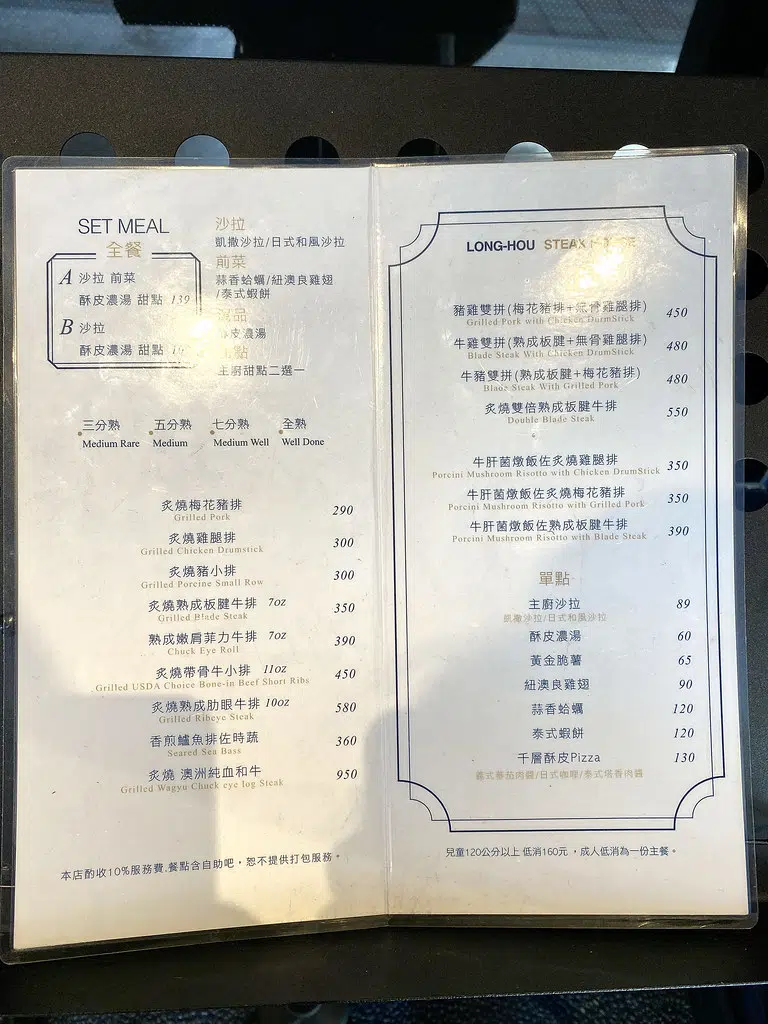 SET MEAL
全餐
A 沙拉 前菜
酥皮濃湯 甜點 139
B 沙拉
酥皮濃湯 甜點
沙拉
凱撒沙拉/日式和風沙拉
前菜
蒜香蛤蠣/紐澳良雞翅
/泰式蝦餅
湯品
皮濃湯
點
主廚甜點二選一
三分熟 五分熟 七分熟 全熟
Medium Rare Medium Medium Well Well Done
炙燒梅花豬排 290
Grilled Pork
炙燒雞腿排 300
Grilled Chicken Drumstick
炙燒豬小排 300
Grilled Porcine Small Row
炙燒熟成板腱牛排 7oz 350
Grilled Blade Steak
熟成嫩肩菲力牛排 7oz 390
Chuck Eye Roll
炙燒帶骨牛小排 11oz 450
Grilled USDA Choice Bone-in Beef Short Ribs
炙燒熟成肋眼牛排 10oz 580
Grilled Ribeye Steak
香煎鱸魚排佐時蔬 360
Seared Sea Bass
炙燒 澳洲純血和牛 950
Grilled Wagyu Chuck eye log Steak
本店酌收10%服務費,餐點含自助吧，恕不提供打包服務。
LONG-HOU STEAK HOUSE
豬雞雙拼(梅花豬排+無骨雞腿排) 450
Grilled Pork with Chicken DurmStick
牛雞雙拼(熟成板腱+無骨雞腿排) 480
Blade Steak With Chicken DrumStick
牛豬雙拼(熟成板腱+梅花豬排) 480
Blade Steak With Grilled Pork
炙燒雙倍熟成板腱牛排 550
Double Blade Steak
牛肝菌燉飯佐炙燒雞腿排 350
Porcini Mushroom Risotto with Chicken DrumStick
牛肝菌燉飯佐炙燒梅花豬排 350
Porcini Mushroom Risotto with Grilled Pork
牛肝菌燉飯佐熟成板腱牛排 390
Porcini Mushroom Risotto with Blade Steak
單點
主廚沙拉 89
凱撒沙拉/日式和風沙拉
酥皮濃湯 60
黃金脆薯 65
紐澳良雞翅 90
蒜香蛤蠣 120
泰式蝦餅 120
千層酥皮Pizza 130
義式蕃茄肉醬/日式咖哩/泰式塔香肉醬
兒童120公分以上 低消160元，成人低消為一份主餐。